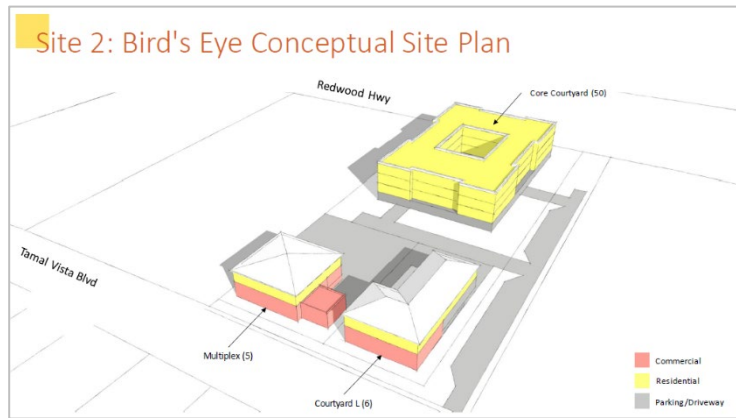 Site 2: Bird's Eye Conceptual Site Plan
Redwood Hwy
Core Courtyard (50)
Tamal Vista Blvd
Multiplex (5)
Courtyard L (6)
Commercial
Residential
Parking/Driveway